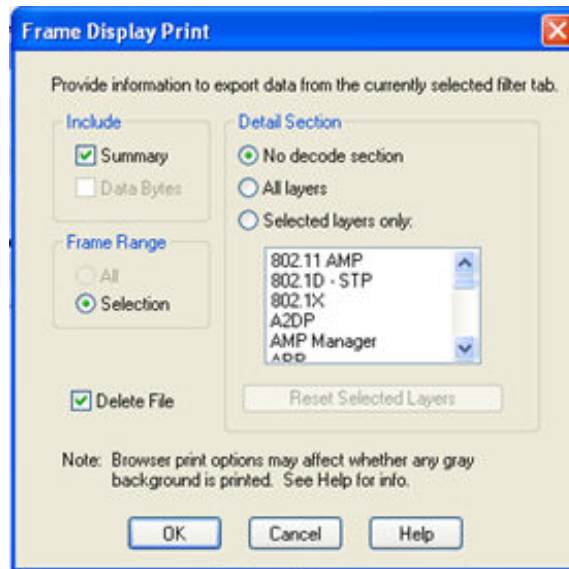 Frame Display Print
Provide information to export data from the currently selected filter tab.
Include
Summary
Data Bytes
Frame Range
All
Selection
Delete File
Detail Section
No decode section
All layers
Selected layers only:
802.11 AMP
802.1D - STP
802.1X
A2DP
AMP Manager
Reset Selected Layers
Note: Browser print options may affect whether any gray
background is printed. See Help for info.
OK
Cancel
Help